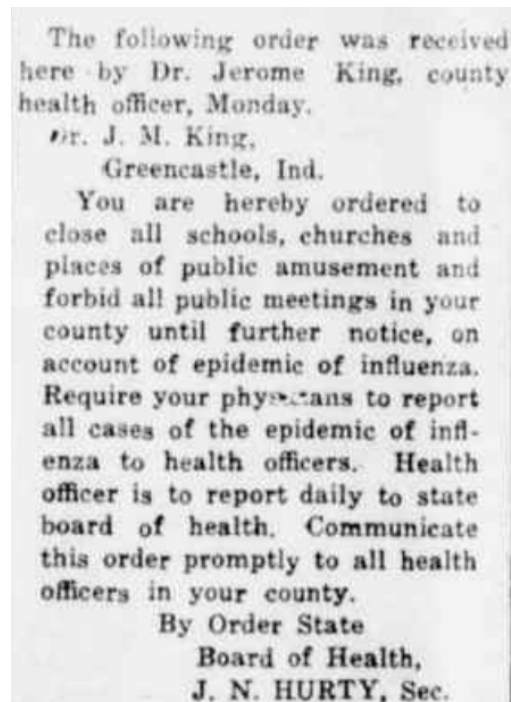 The following order was received
here by Dr. Jerome King, county
health officer, Monday.
Dr. J. M. King,
Greencastle, Ind.
You are hereby ordered to
close all schools, churches and
places of public amusement and
forbid all public meetings in your
county until further notice, on
account of epidemic of influenza.
Require your physicians to report
all cases of the epidemic of infl-
enza to health officers. Health
officer is to report daily to state
board of health. Communicate
this order promptly to all health
officers in your county.
By Order State
Board of Health,
J. N. HURTY, Sec.